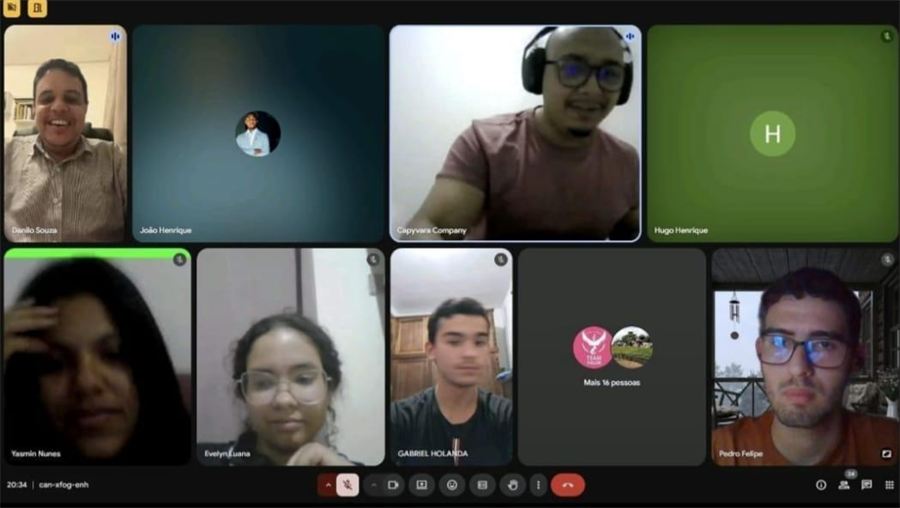 Danilo Souza
João Henrique
Capyvara Company
H
Hugo Henrique
Yasmin Nunes
Evelyn Luana
GABRIEL HOLANDA
TEAM
Mais 16 pessoas
Pedro Felipe
20:34 | can-xfog-enh
24